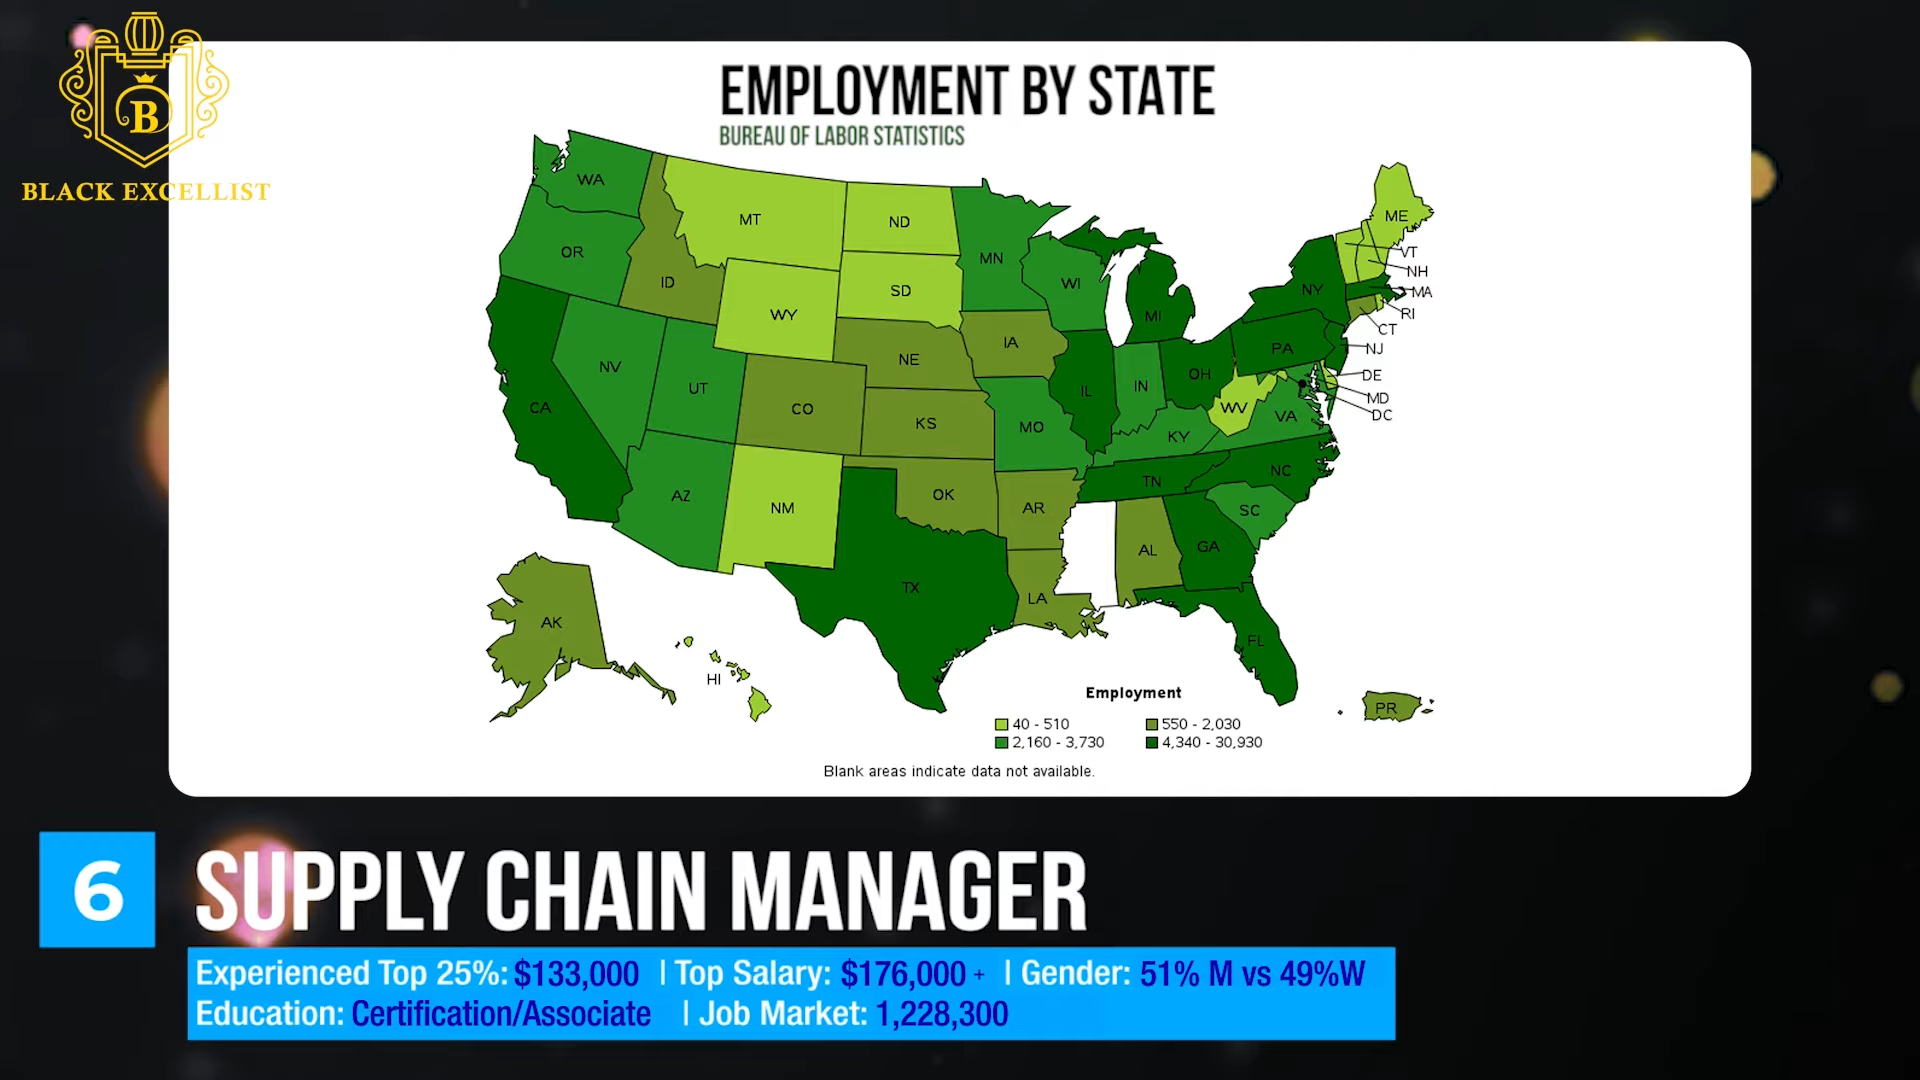 B
BLACK EXCELLIST
EMPLOYMENT BY STATE
BUREAU OF LABOR STATISTICS
WA
MT
ND
MN
OR
ID
WY
SD
WI
MI
NY
ME
VT
NH
MA
RI
CT
NJ
DE
MD
DC
PA
NV
UT
CO
NE
IA
IL
IN
OH
WV
VA
CA
KS
MO
KY
NC
TN
AZ
NM
OK
AR
SC
AL
GA
TX
LA
FL
AK
HI
PR
Employment
40 - 510 550 - 2,030
2,160 - 3,730 4,340 - 30,930
Blank areas indicate data not available.
6
SUPPLY CHAIN MANAGER
Experienced Top 25%: $133,000 | Top Salary: $176,000 + | Gender: 51% M vs 49%W
Education: Certification/Associate | Job Market: 1,228,300